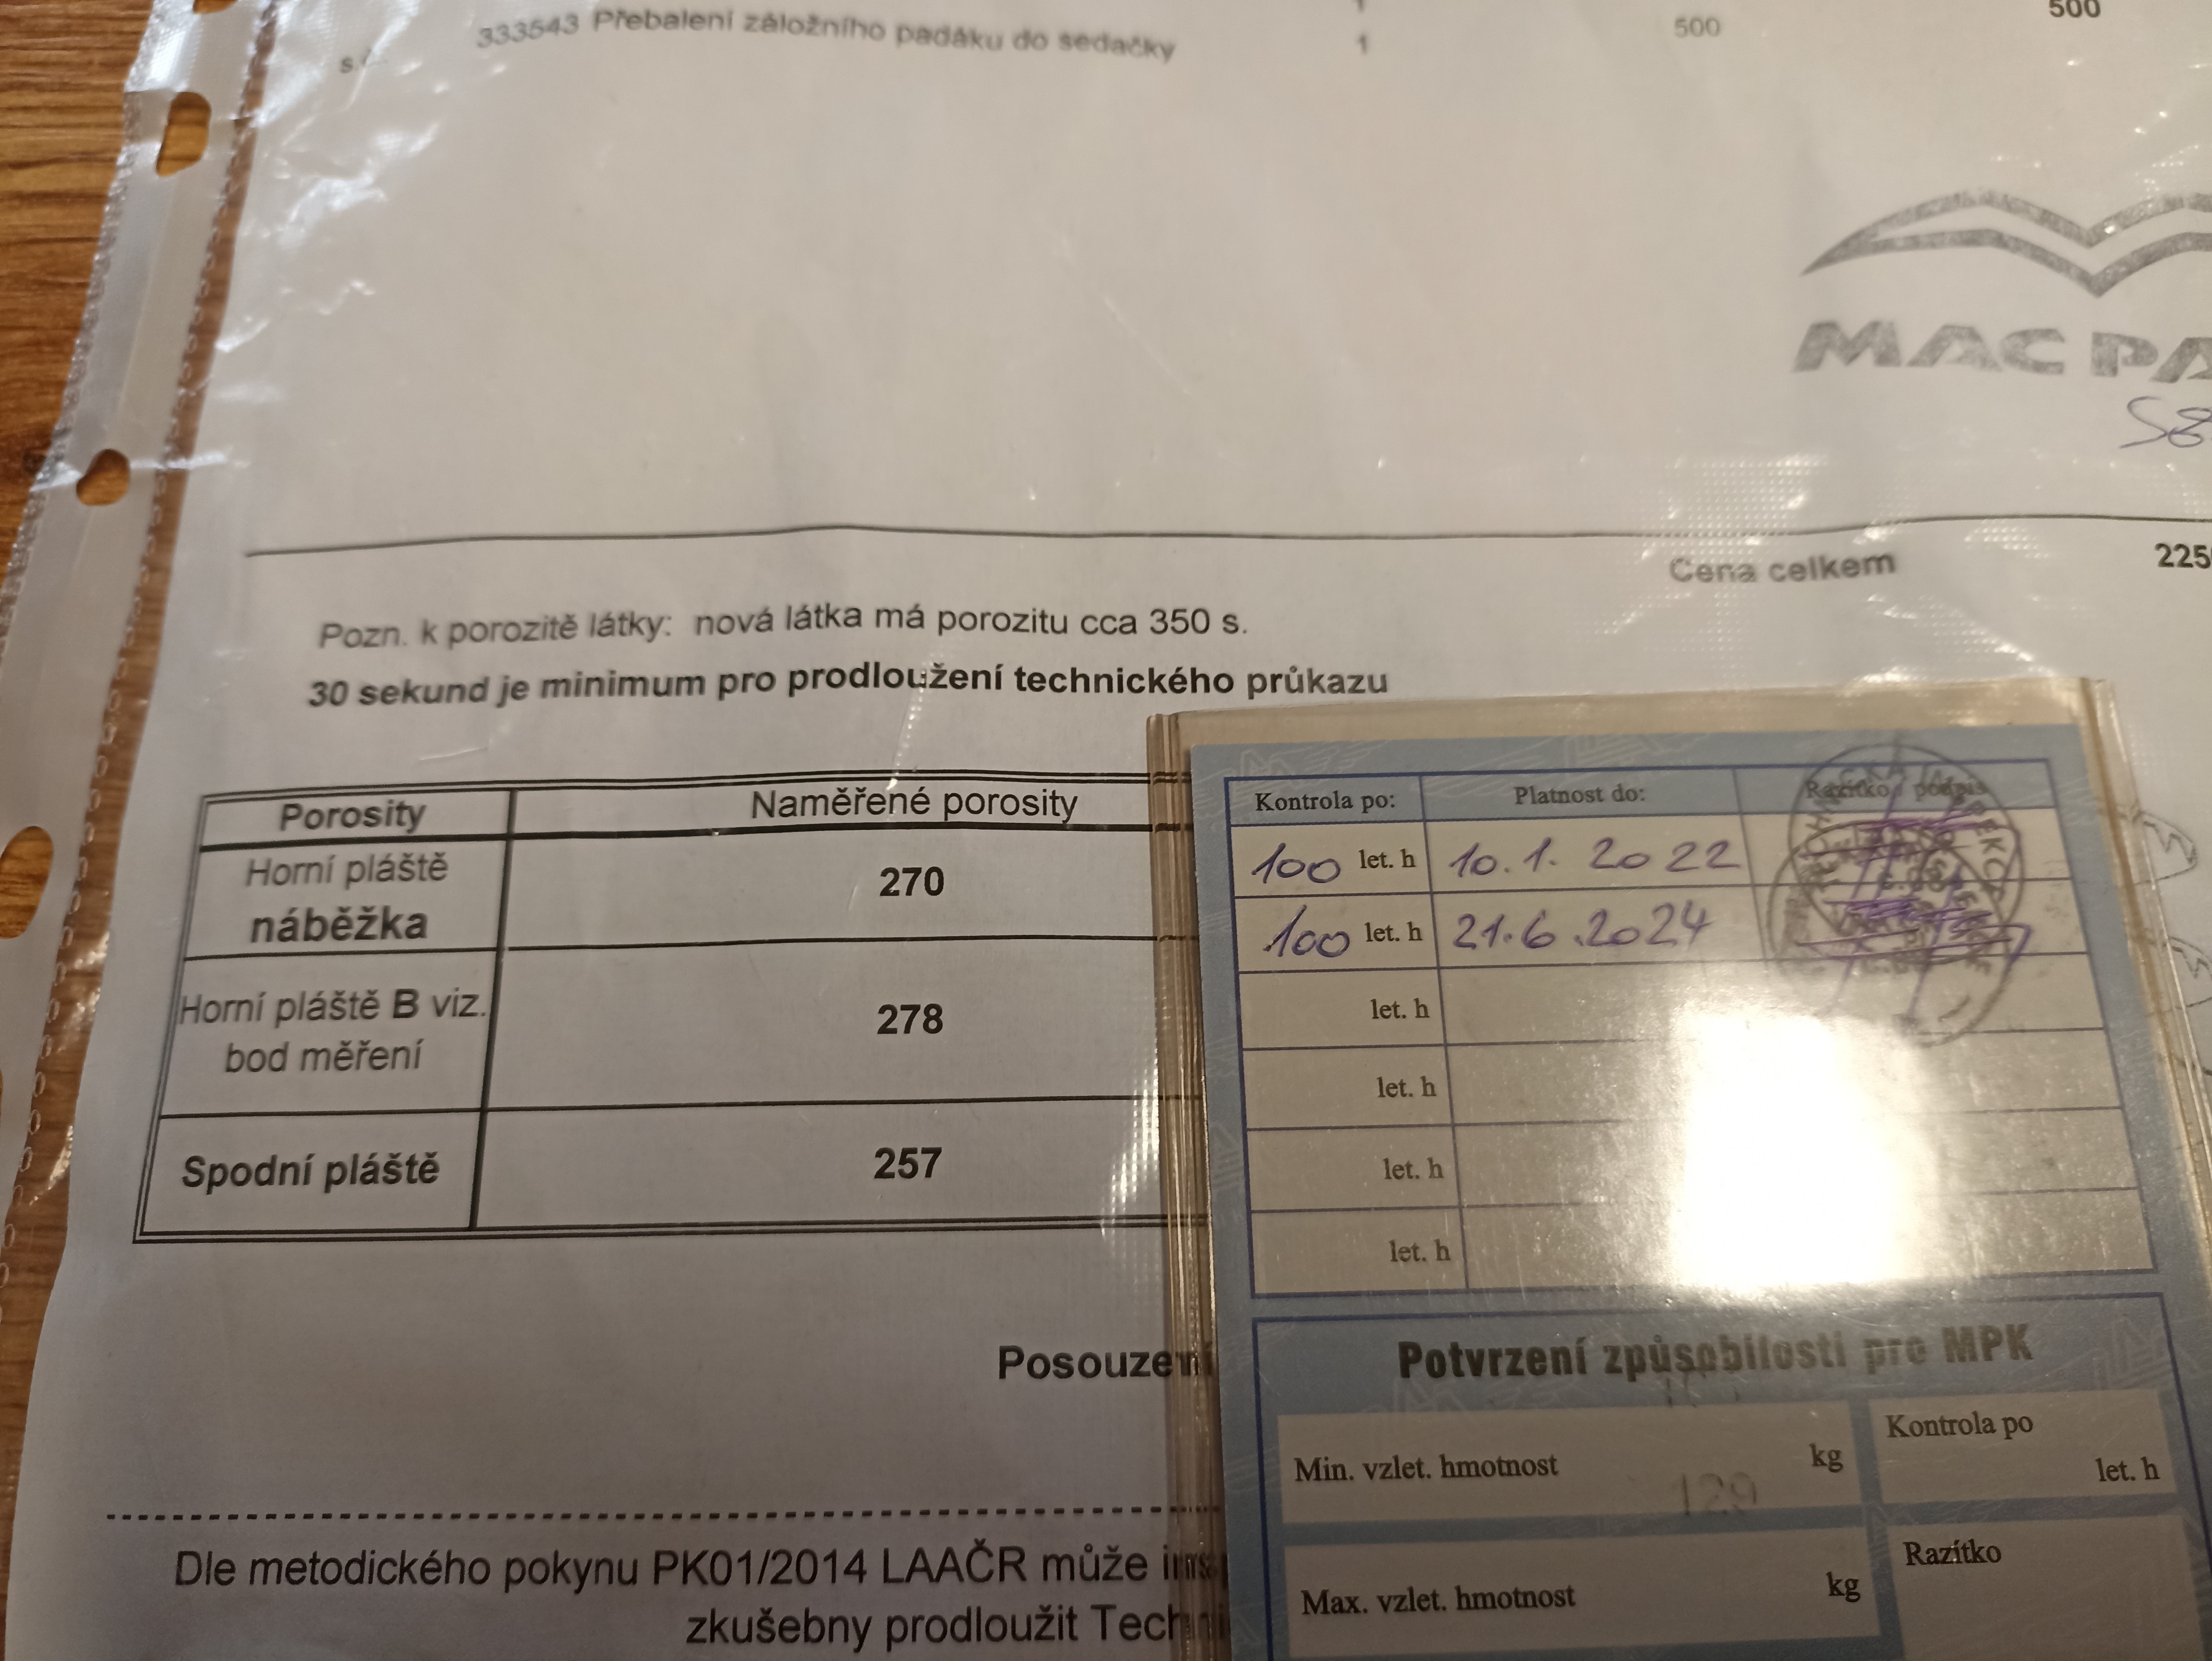 333543 Přebalení záložního padáku do sedačky 1 500 500
MAC PA
Cena celkem 225
Pozn. k porozitě látky: nová látka má porozitu cca 350 s.
30 sekund je minimum pro prodloužení technického průkazu
Porosity Naměřené porosity
Horní pláště náběžka 270
Horní pláště B viz. bod měření 278
Spodní pláště 257
Posouzení
Dle metodického pokynu PK01/2014 LAAČR může
zkušebny prodloužit
Kontrola po: Platnost do: Razítko podpis
100 let. h 10.1.2022
100 let. h 21.6.2024
let. h
let. h
let. h
let. h
Potvrzení způsobilosti pro MPK
Min. vzlet. hmotnost kg
129
Kontrola po
let. h
Max. vzlet. hmotnost kg
Razítko